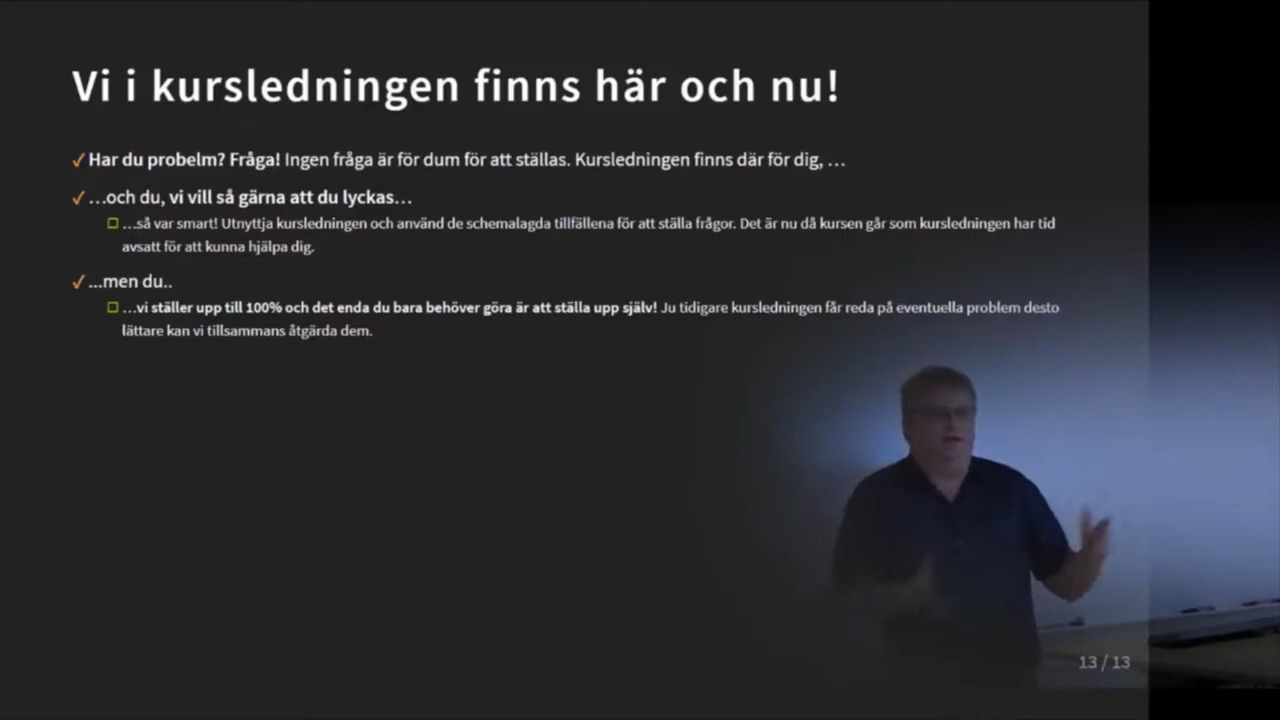 Vi i kursledningen finns här och nu!
✓ Har du probelm? Fråga! Ingen fråga är för dum för att ställas. Kursledningen finns där för dig, …
✓ …och du, vi vill så gärna att du lyckas…
☐ …så var smart! Utnyttja kursledningen och använd de schemalagda tillfällena för att ställa frågor. Det är nu då kursen går som kursledningen har tid
avsatt för att kunna hjälpa dig.
✓ ...men du..
☐ …vi ställer upp till 100% och det enda du bara behöver göra är att ställa upp själv! Ju tidigare kursledningen får reda på eventuella problem desto
lättare kan vi tillsammans åtgärda dem.
13 / 13